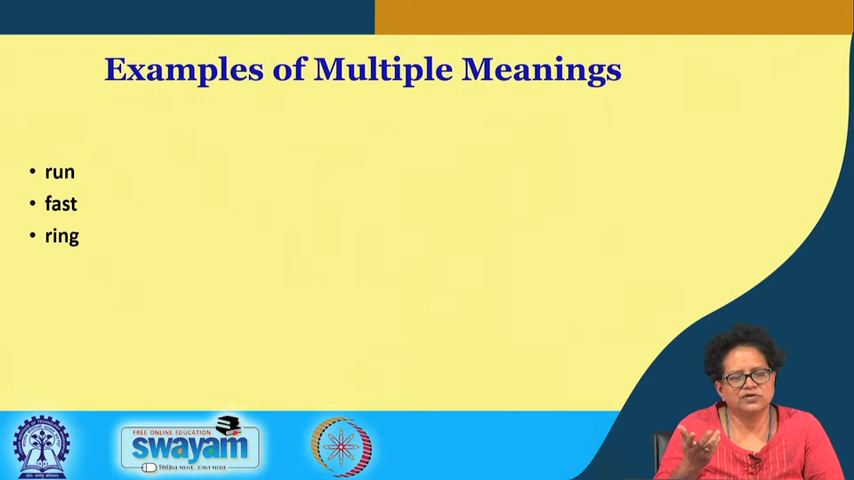 Examples of Multiple Meanings
• run
• fast
• ring
FREE ONLINE EDUCATION
swayam